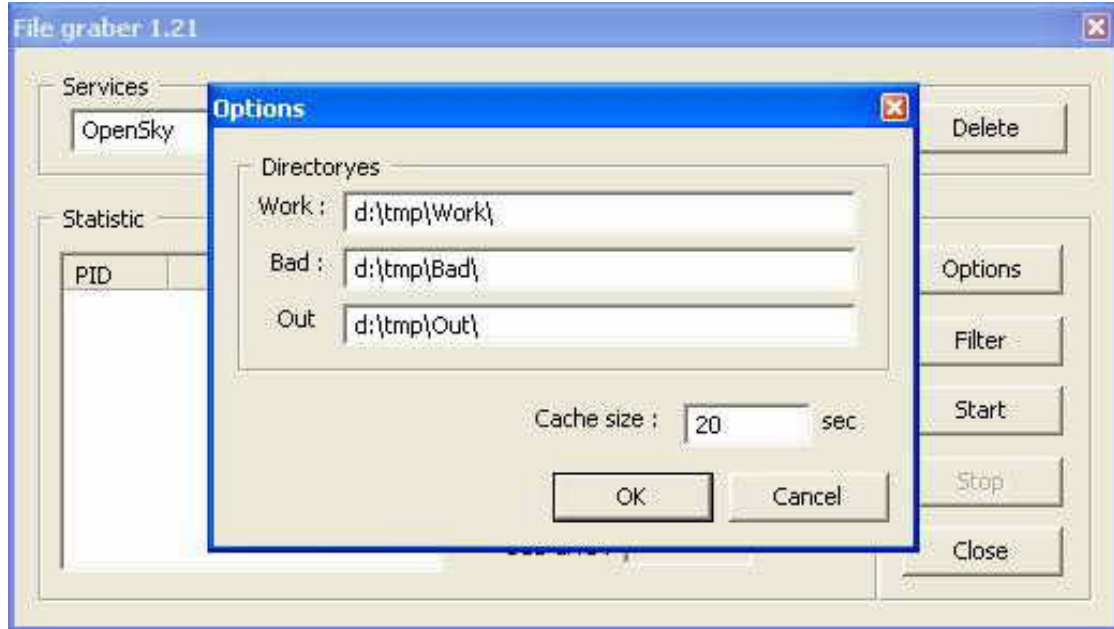 File graber 1.21
Services
OpenSky
Delete
Options
Directoryes
Work :
d:\tmp\Work\
Bad :
d:\tmp\Bad\
Out
d:\tmp\Out\
Cache size :
20
sec
OK
Cancel
Statistic
PID
Options
Filter
Start
Stop
Close